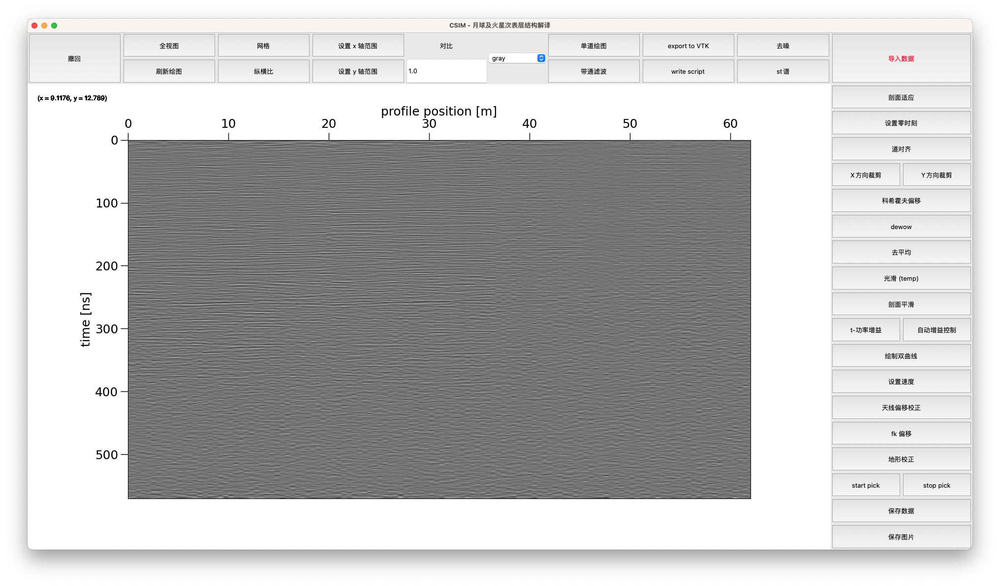 CSIM - 月球及火星次表层结构解译
撤回
全视图
网格
设置 x 轴范围
对比
gray
单道绘图
export to VTK
去噪
导入数据
刷新绘图
纵横比
设置 y 轴范围
1.0
带通滤波
write script
st 谱
(x = 9.1176, y = 12.789)
profile position [m]
0 10 20 30 40 50 60
time [ns]
0
100
200
300
400
500
剖面适应
设置零时刻
道对齐
X 方向裁剪
Y 方向裁剪
科希霍夫偏移
dewow
去平均
光滑 (temp)
剖面平滑
t-功率增益
自动增益控制
绘制双曲线
设置速度
天线偏移校正
fk 偏移
地形校正
start pick
stop pick
保存数据
保存图片